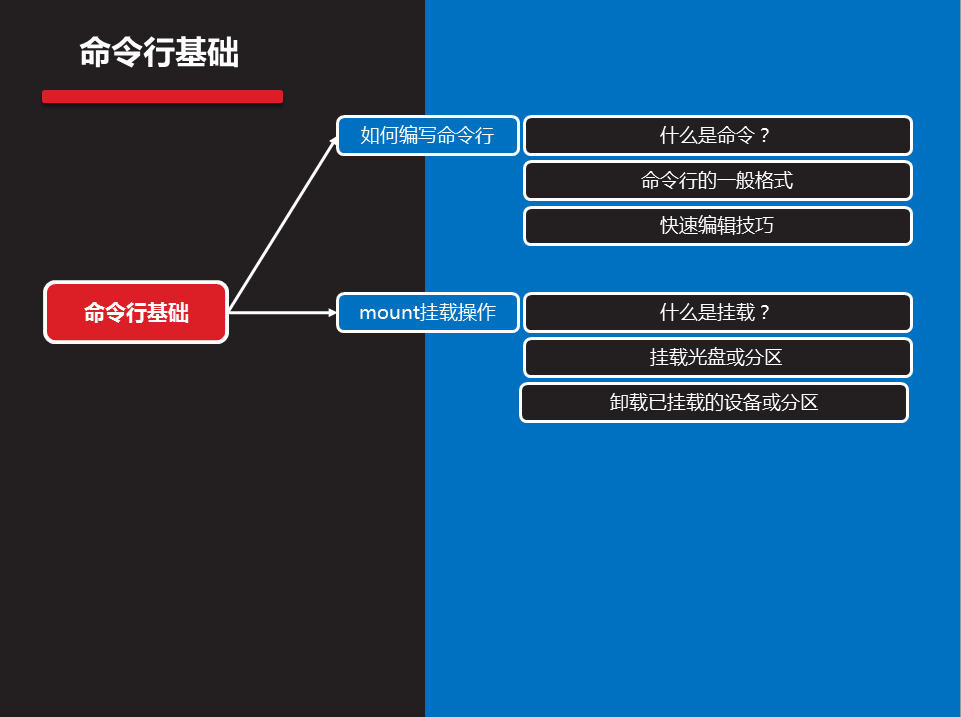 命令行基础
如何编写命令行
什么是命令？
命令行的一般格式
快速编辑技巧
命令行基础
mount挂载操作
什么是挂载？
挂载光盘或分区
卸载已挂载的设备或分区